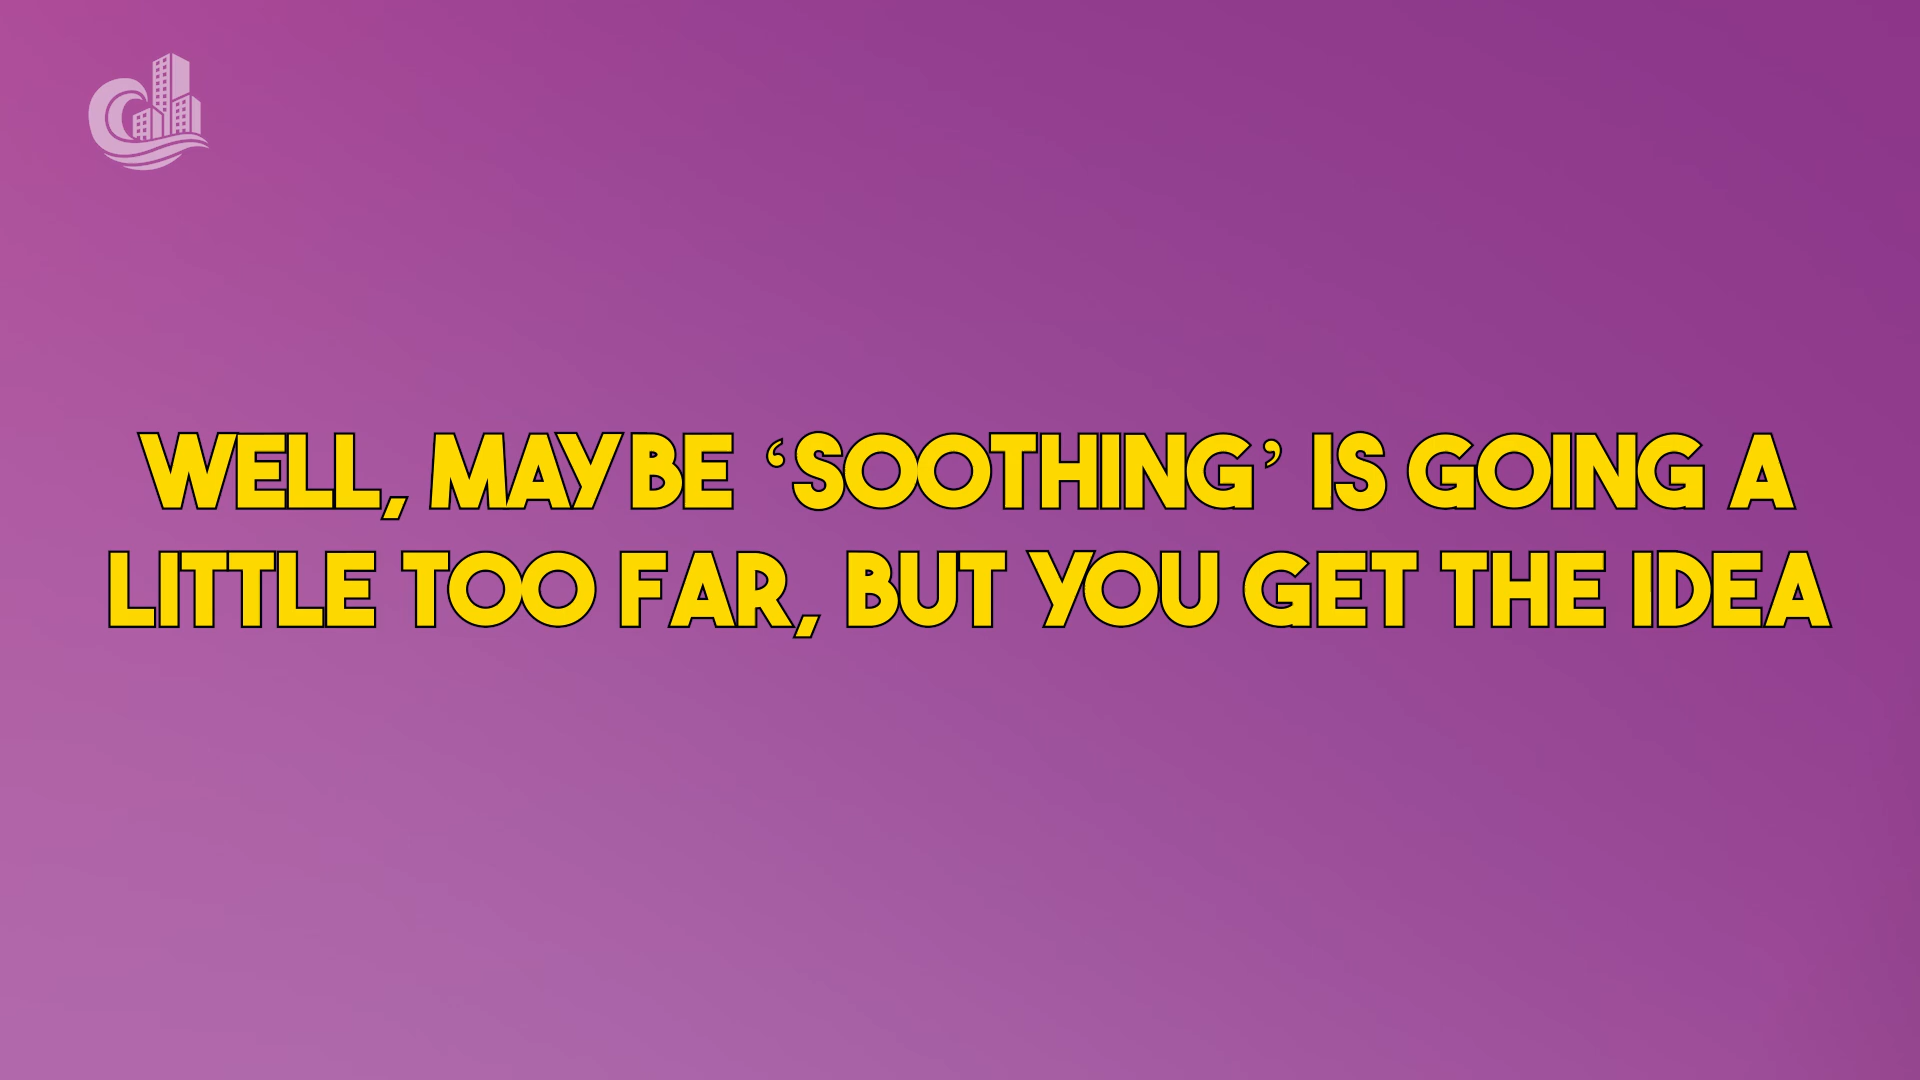 WELL, MAYBE ‘SOOTHING’ IS GOING A
LITTLE TOO FAR, BUT YOU GET THE IDEA